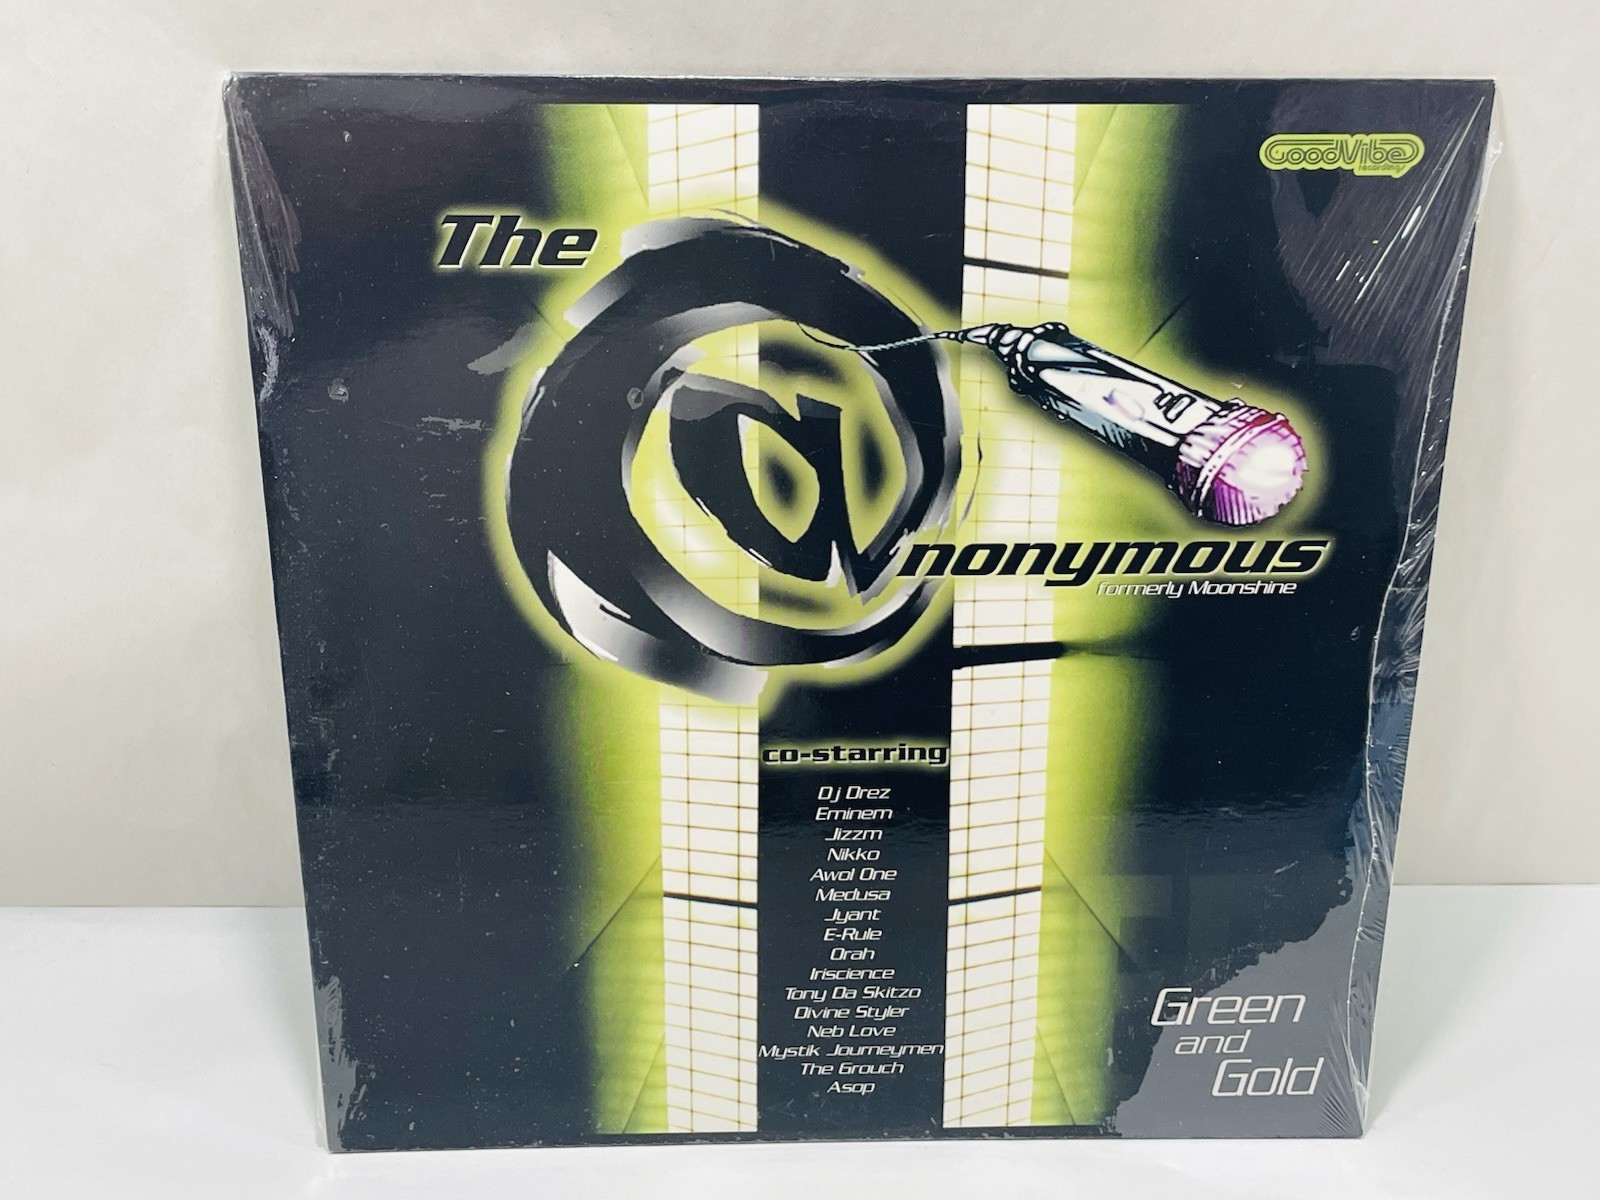 GoodVibe
recordings
The
@nonymous
formerly Moonshine
co-starring
Dj Drez
Eminem
Jizzm
Nikko
Awol One
Medusa
Jyant
E-Rule
Orah
Iriscience
Tony Da Skitzo
Divine Styler
Neb Love
Mystik Journeymen
The Grouch
Asop
Green
and
Gold